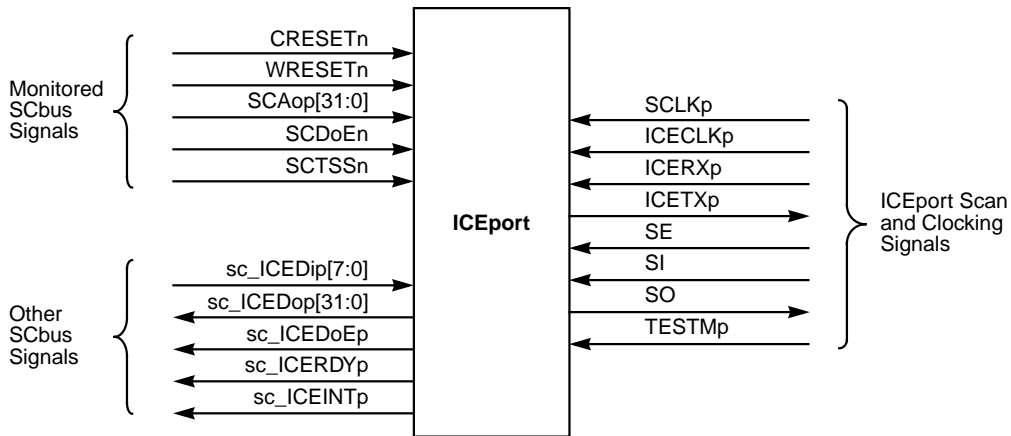 Monitored
SCbus
Signals
CRESETn
WRESETn
SCAop[31:0]
SCDoEn
SCTSSn
Other
SCbus
Signals
sc_ICEDip[7:0]
sc_ICEDop[31:0]
sc_ICEDoEp
sc_ICERDYp
sc_ICEINTp
ICEport
SCLKp
ICECLKp
ICERXp
ICETXp
SE
SI
SO
TESTMp
ICEport Scan
and Clocking
Signals